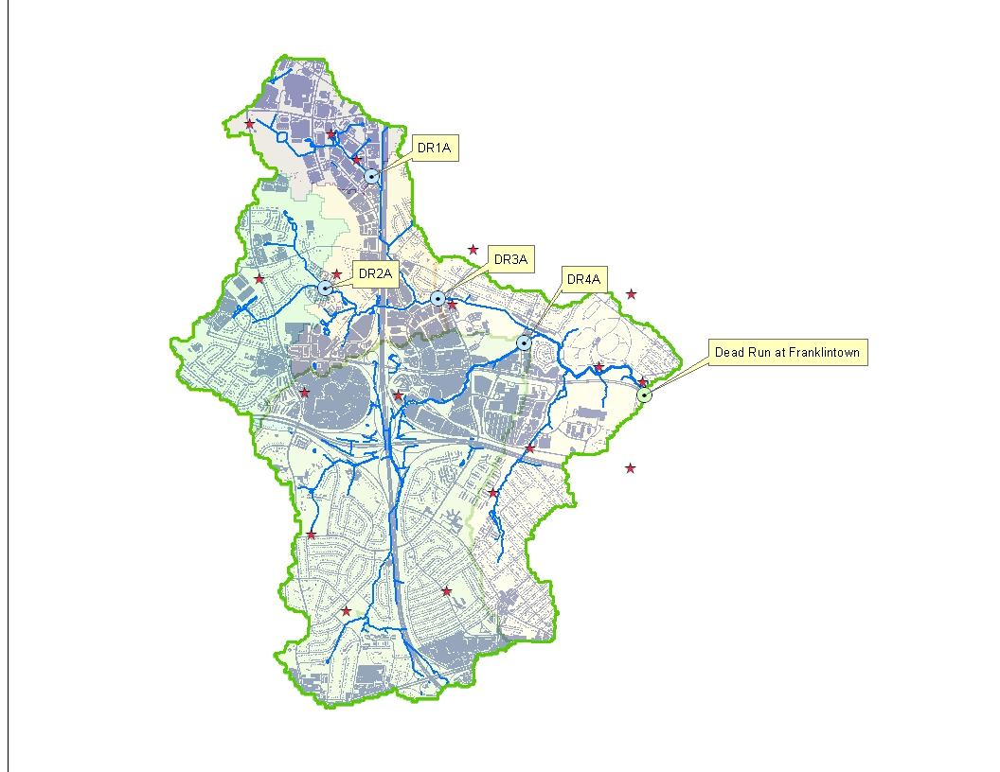 DR1A
DR3A
DR2A
DR4A
Dead Run at Franklintown